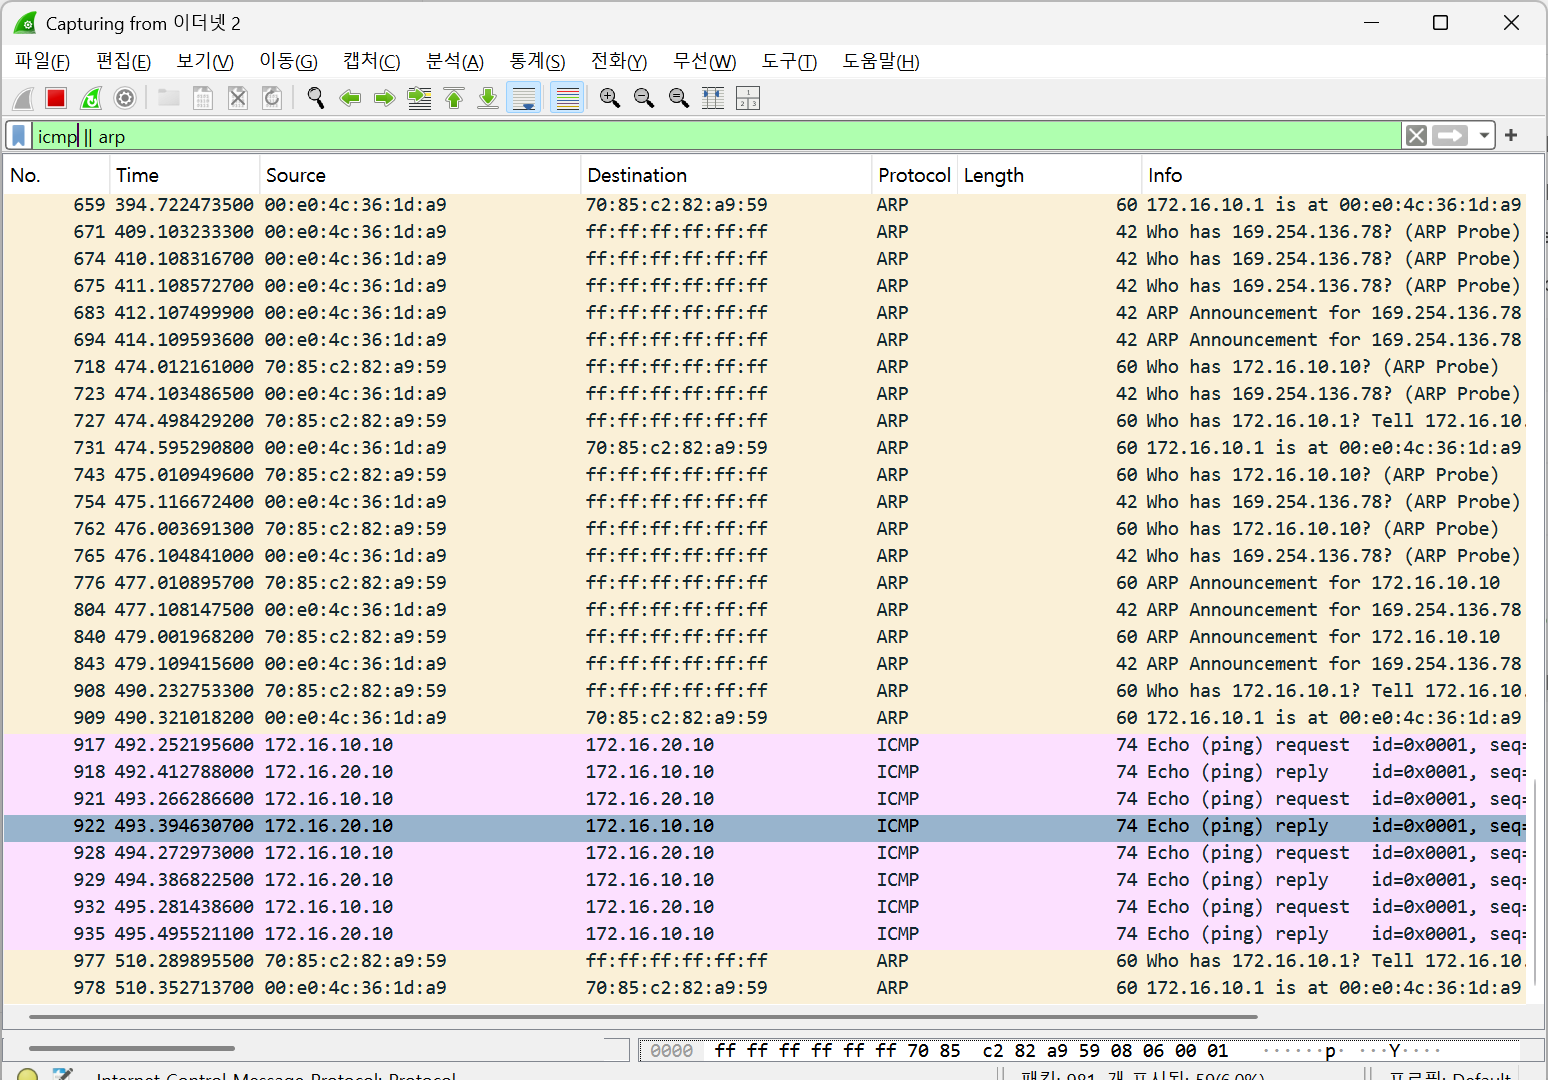 Capturing from 이더넷 2
파일(F) 편집(E) 보기(V) 이동(G) 캡처(C) 분석(A) 통계(S) 전화(Y) 무선(W) 도구(T) 도움말(H)
icmp || arp
No. Time Source Destination Protocol Length Info
659 394.722473500 00:e0:4c:36:1d:a9 70:85:c2:82:a9:59 ARP 60 172.16.10.1 is at 00:e0:4c:36:1d:a9
671 409.103233300 00:e0:4c:36:1d:a9 ff:ff:ff:ff:ff:ff ARP 42 Who has 169.254.136.78? (ARP Probe)
674 410.108316700 00:e0:4c:36:1d:a9 ff:ff:ff:ff:ff:ff ARP 42 Who has 169.254.136.78? (ARP Probe)
675 411.108572700 00:e0:4c:36:1d:a9 ff:ff:ff:ff:ff:ff ARP 42 Who has 169.254.136.78? (ARP Probe)
683 412.107499900 00:e0:4c:36:1d:a9 ff:ff:ff:ff:ff:ff ARP 42 ARP Announcement for 169.254.136.78
694 414.109593600 00:e0:4c:36:1d:a9 ff:ff:ff:ff:ff:ff ARP 42 ARP Announcement for 169.254.136.78
718 474.012161000 70:85:c2:82:a9:59 ff:ff:ff:ff:ff:ff ARP 60 Who has 172.16.10.10? (ARP Probe)
723 474.103486500 00:e0:4c:36:1d:a9 ff:ff:ff:ff:ff:ff ARP 42 Who has 169.254.136.78? (ARP Probe)
727 474.498429200 70:85:c2:82:a9:59 ff:ff:ff:ff:ff:ff ARP 60 Who has 172.16.10.1? Tell 172.16.10.
731 474.595290800 00:e0:4c:36:1d:a9 70:85:c2:82:a9:59 ARP 60 172.16.10.1 is at 00:e0:4c:36:1d:a9
743 475.010949600 70:85:c2:82:a9:59 ff:ff:ff:ff:ff:ff ARP 60 Who has 172.16.10.10? (ARP Probe)
754 475.116672400 00:e0:4c:36:1d:a9 ff:ff:ff:ff:ff:ff ARP 42 Who has 169.254.136.78? (ARP Probe)
762 476.003691300 70:85:c2:82:a9:59 ff:ff:ff:ff:ff:ff ARP 60 Who has 172.16.10.10? (ARP Probe)
765 476.104841000 00:e0:4c:36:1d:a9 ff:ff:ff:ff:ff:ff ARP 42 Who has 169.254.136.78? (ARP Probe)
776 477.010895700 70:85:c2:82:a9:59 ff:ff:ff:ff:ff:ff ARP 60 ARP Announcement for 172.16.10.10
804 477.108147500 00:e0:4c:36:1d:a9 ff:ff:ff:ff:ff:ff ARP 42 ARP Announcement for 169.254.136.78
840 479.001968200 70:85:c2:82:a9:59 ff:ff:ff:ff:ff:ff ARP 60 ARP Announcement for 172.16.10.10
843 479.109415600 00:e0:4c:36:1d:a9 ff:ff:ff:ff:ff:ff ARP 42 ARP Announcement for 169.254.136.78
908 490.232753300 70:85:c2:82:a9:59 ff:ff:ff:ff:ff:ff ARP 60 Who has 172.16.10.1? Tell 172.16.10.
909 490.321018200 00:e0:4c:36:1d:a9 70:85:c2:82:a9:59 ARP 60 172.16.10.1 is at 00:e0:4c:36:1d:a9
917 492.252195600 172.16.10.10 172.16.20.10 ICMP 74 Echo (ping) request id=0x0001, seq=
918 492.412788000 172.16.20.10 172.16.10.10 ICMP 74 Echo (ping) reply id=0x0001, seq=
921 493.266286600 172.16.10.10 172.16.20.10 ICMP 74 Echo (ping) request id=0x0001, seq=
922 493.394630700 172.16.20.10 172.16.10.10 ICMP 74 Echo (ping) reply id=0x0001, seq=
928 494.272973000 172.16.10.10 172.16.20.10 ICMP 74 Echo (ping) request id=0x0001, seq=
929 494.386822500 172.16.20.10 172.16.10.10 ICMP 74 Echo (ping) reply id=0x0001, seq=
932 495.281438600 172.16.10.10 172.16.20.10 ICMP 74 Echo (ping) request id=0x0001, seq=
935 495.495521100 172.16.20.10 172.16.10.10 ICMP 74 Echo (ping) reply id=0x0001, seq=
977 510.289895500 70:85:c2:82:a9:59 ff:ff:ff:ff:ff:ff ARP 60 Who has 172.16.10.1? Tell 172.16.10.
978 510.352713700 00:e0:4c:36:1d:a9 70:85:c2:82:a9:59 ARP 60 172.16.10.1 is at 00:e0:4c:36:1d:a9
0000 ff ff ff ff ff ff 70 85 c2 82 a9 59 08 06 00 01 ······p· ···Y····
Internet Control Message Protocol: Protocol 패킷: 981 개 표시된: 59(6.0%) 프로필: Default